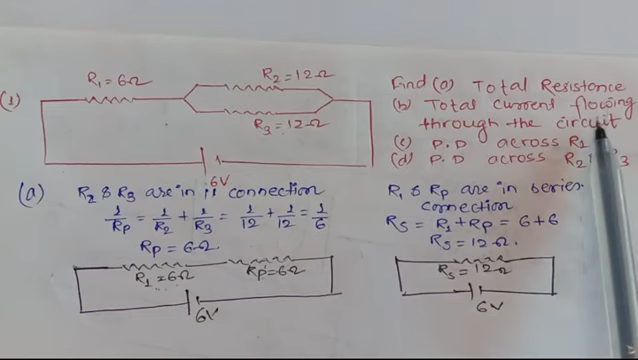 (1)
R1 = 6Ω
R2 = 12Ω
R3 = 12Ω
6V
Find (a) Total Resistance
(b) Total current flowing
through the circuit
(c) P.D across R1
(d) P.D across R2 3
(a) R2 & R3 are in || connection
1/RP = 1/R2 + 1/R3 = 1/12 + 1/12 = 1/6
RP = 6Ω
R1 = 6Ω
RP = 6Ω
6V
R1 & RP are in series
connection
RS = R1 + RP = 6 + 6
RS = 12Ω.
RS = 12Ω
6V